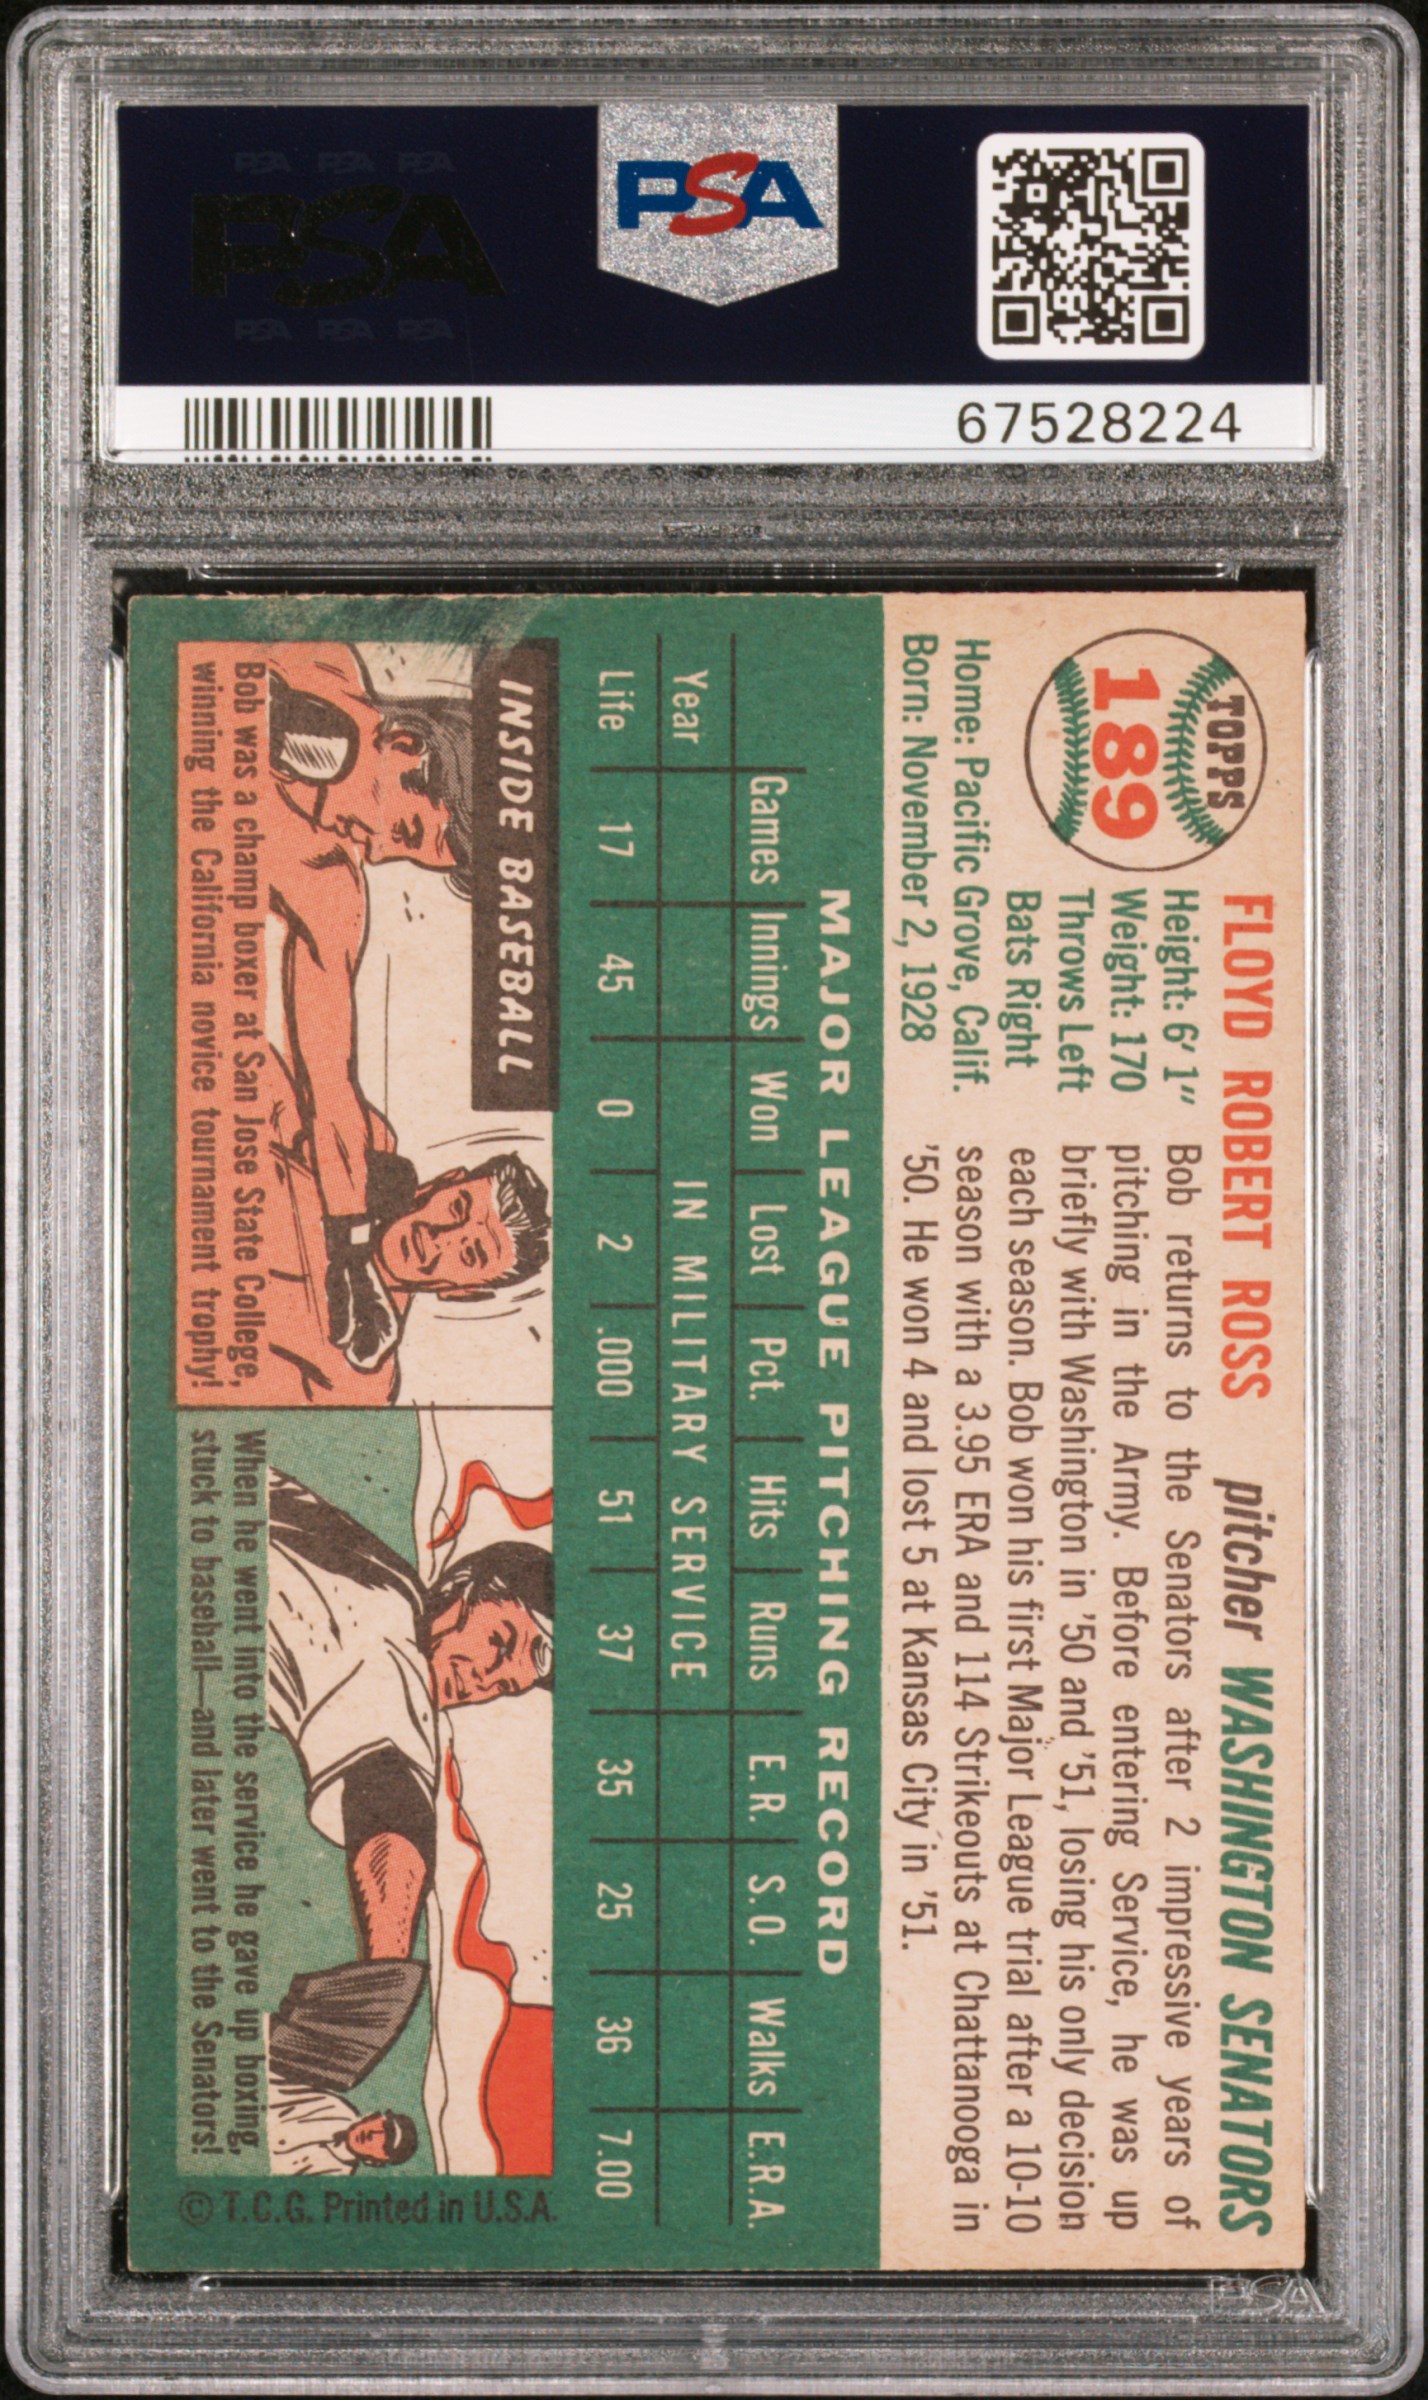 PSA PSA PSA
PSA
PSA PSA PSA
PSA
67528224
TOPPS
189
FLOYD ROBERT ROSS pitcher WASHINGTON SENATORS
Height: 6' 1"
Weight: 170
Throws Left
Bats Right
Home: Pacific Grove, Calif.
Born: November 2, 1928
Bob returns to the Senators after 2 impressive years of
pitching in the Army. Before entering Service, he was up
briefly with Washington in '50 and '51, losing his only decision
each season. Bob won his first Major League trial after a 10-10
season with a 3.95 ERA and 114 Strikeouts at Chattanooga in
'50. He won 4 and lost 5 at Kansas City in '51.
MAJOR LEAGUE PITCHING RECORD
Games Innings Won Lost Pct. Hits Runs E.R. S.O. Walks E.R.A.
Year IN MILITARY SERVICE
Life 17 45 0 2 .000 51 37 35 25 36 7.00
INSIDE BASEBALL
Bob was a champ boxer at San Jose State College,
winning the California novice tournament trophy!
When he went into the service he gave up boxing,
stuck to baseball—and later went to the Senators!
© T.C.G. Printed in U.S.A.
PSA